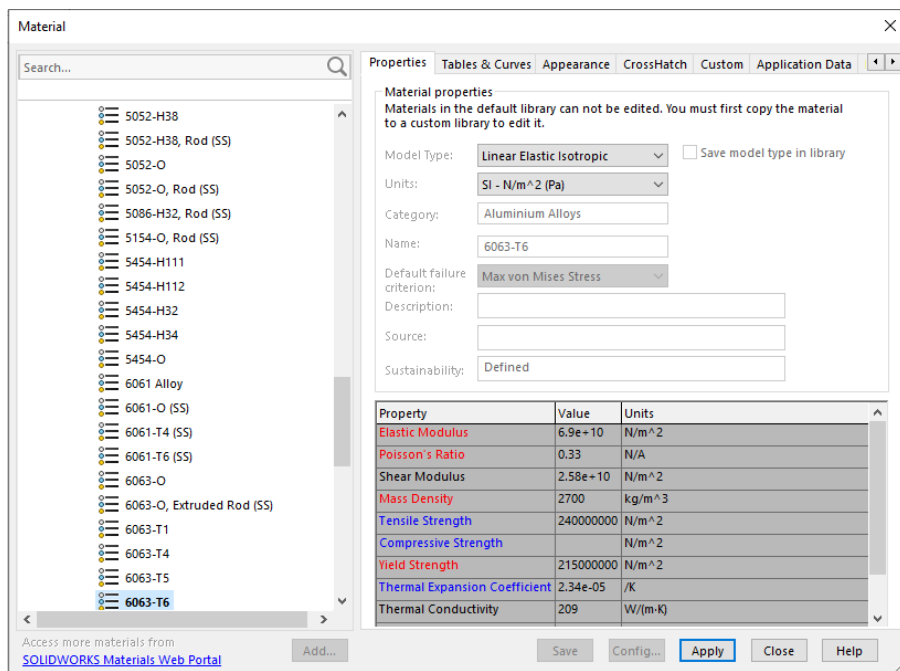 Material
Search...
5052-H38
5052-H38, Rod (SS)
5052-O
5052-O, Rod (SS)
5086-H32, Rod (SS)
5154-O, Rod (SS)
5454-H111
5454-H112
5454-H32
5454-H34
5454-O
6061 Alloy
6061-O (SS)
6061-T4 (SS)
6061-T6 (SS)
6063-O
6063-O, Extruded Rod (SS)
6063-T1
6063-T4
6063-T5
6063-T6
Access more materials from
SOLIDWORKS Materials Web Portal
Add...
Properties Tables & Curves Appearance CrossHatch Custom Application Data
Material properties
Materials in the default library can not be edited. You must first copy the material
to a custom library to edit it.
Model Type: Linear Elastic Isotropic Save model type in library
Units: SI - N/m^2 (Pa)
Category: Aluminium Alloys
Name: 6063-T6
Default failure
criterion: Max von Mises Stress
Description:
Source:
Sustainability: Defined
Property Value Units
Elastic Modulus 6.9e+10 N/m^2
Poisson's Ratio 0.33 N/A
Shear Modulus 2.58e+10 N/m^2
Mass Density 2700 kg/m^3
Tensile Strength 240000000 N/m^2
Compressive Strength N/m^2
Yield Strength 215000000 N/m^2
Thermal Expansion Coefficient 2.34e-05 /K
Thermal Conductivity 209 W/(m·K)
Save Config... Apply Close Help